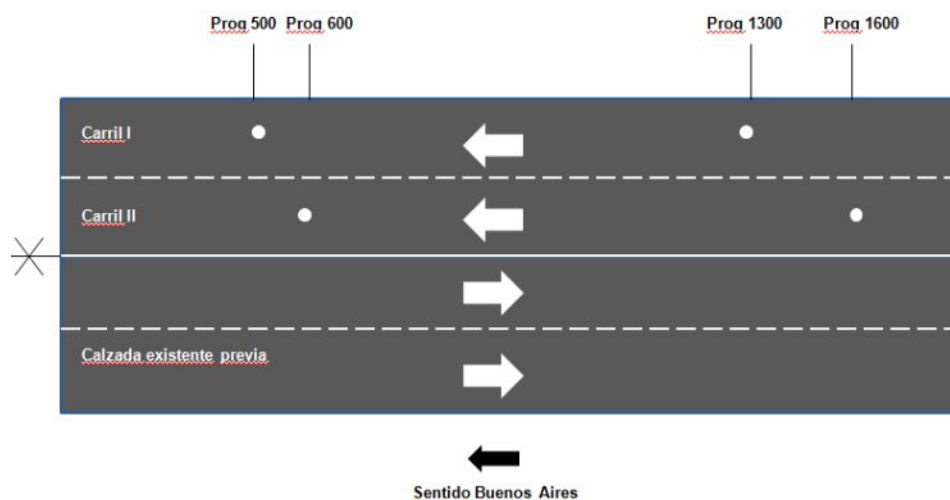 Prog 500 Prog 600 Prog 1300 Prog 1600
Carril I
Carril II
Calzada existente previa
Sentido Buenos Aires